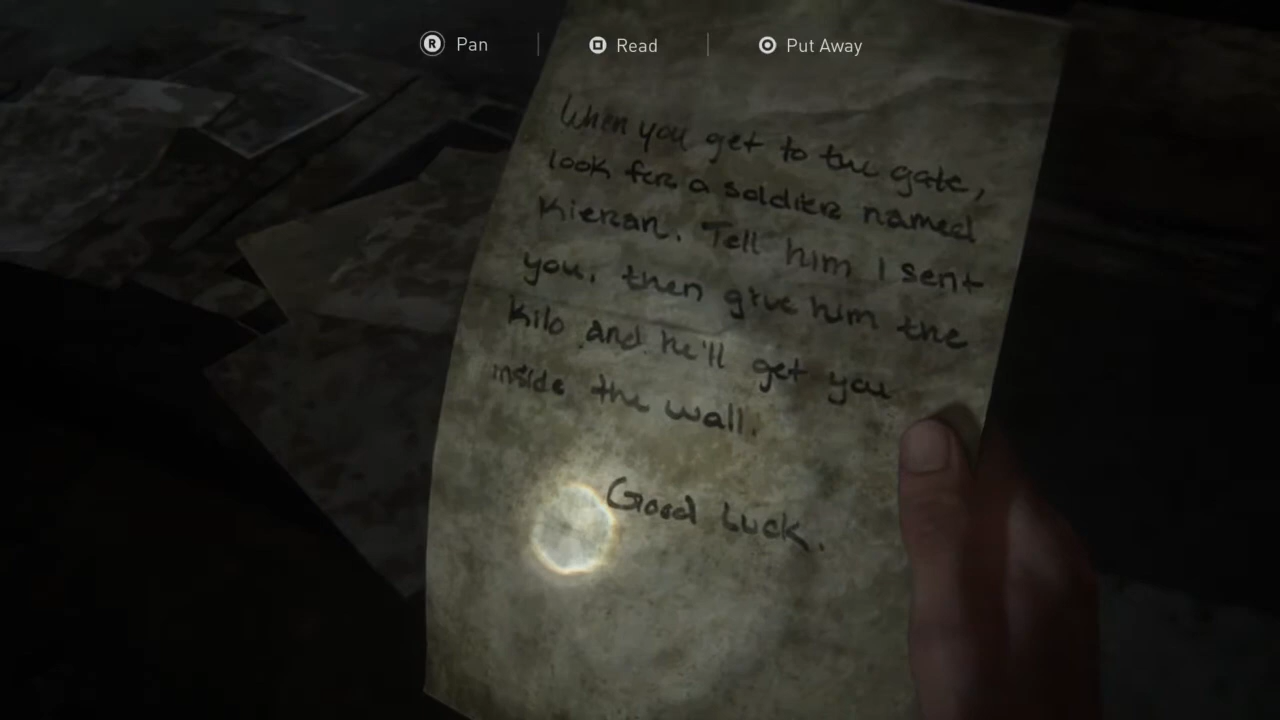 R Pan Read Put Away
When you get to the gate,
look for a soldier named
Kieran. Tell him I sent
you, then give him the
kilo and he'll get you
inside the wall.
Good Luck.